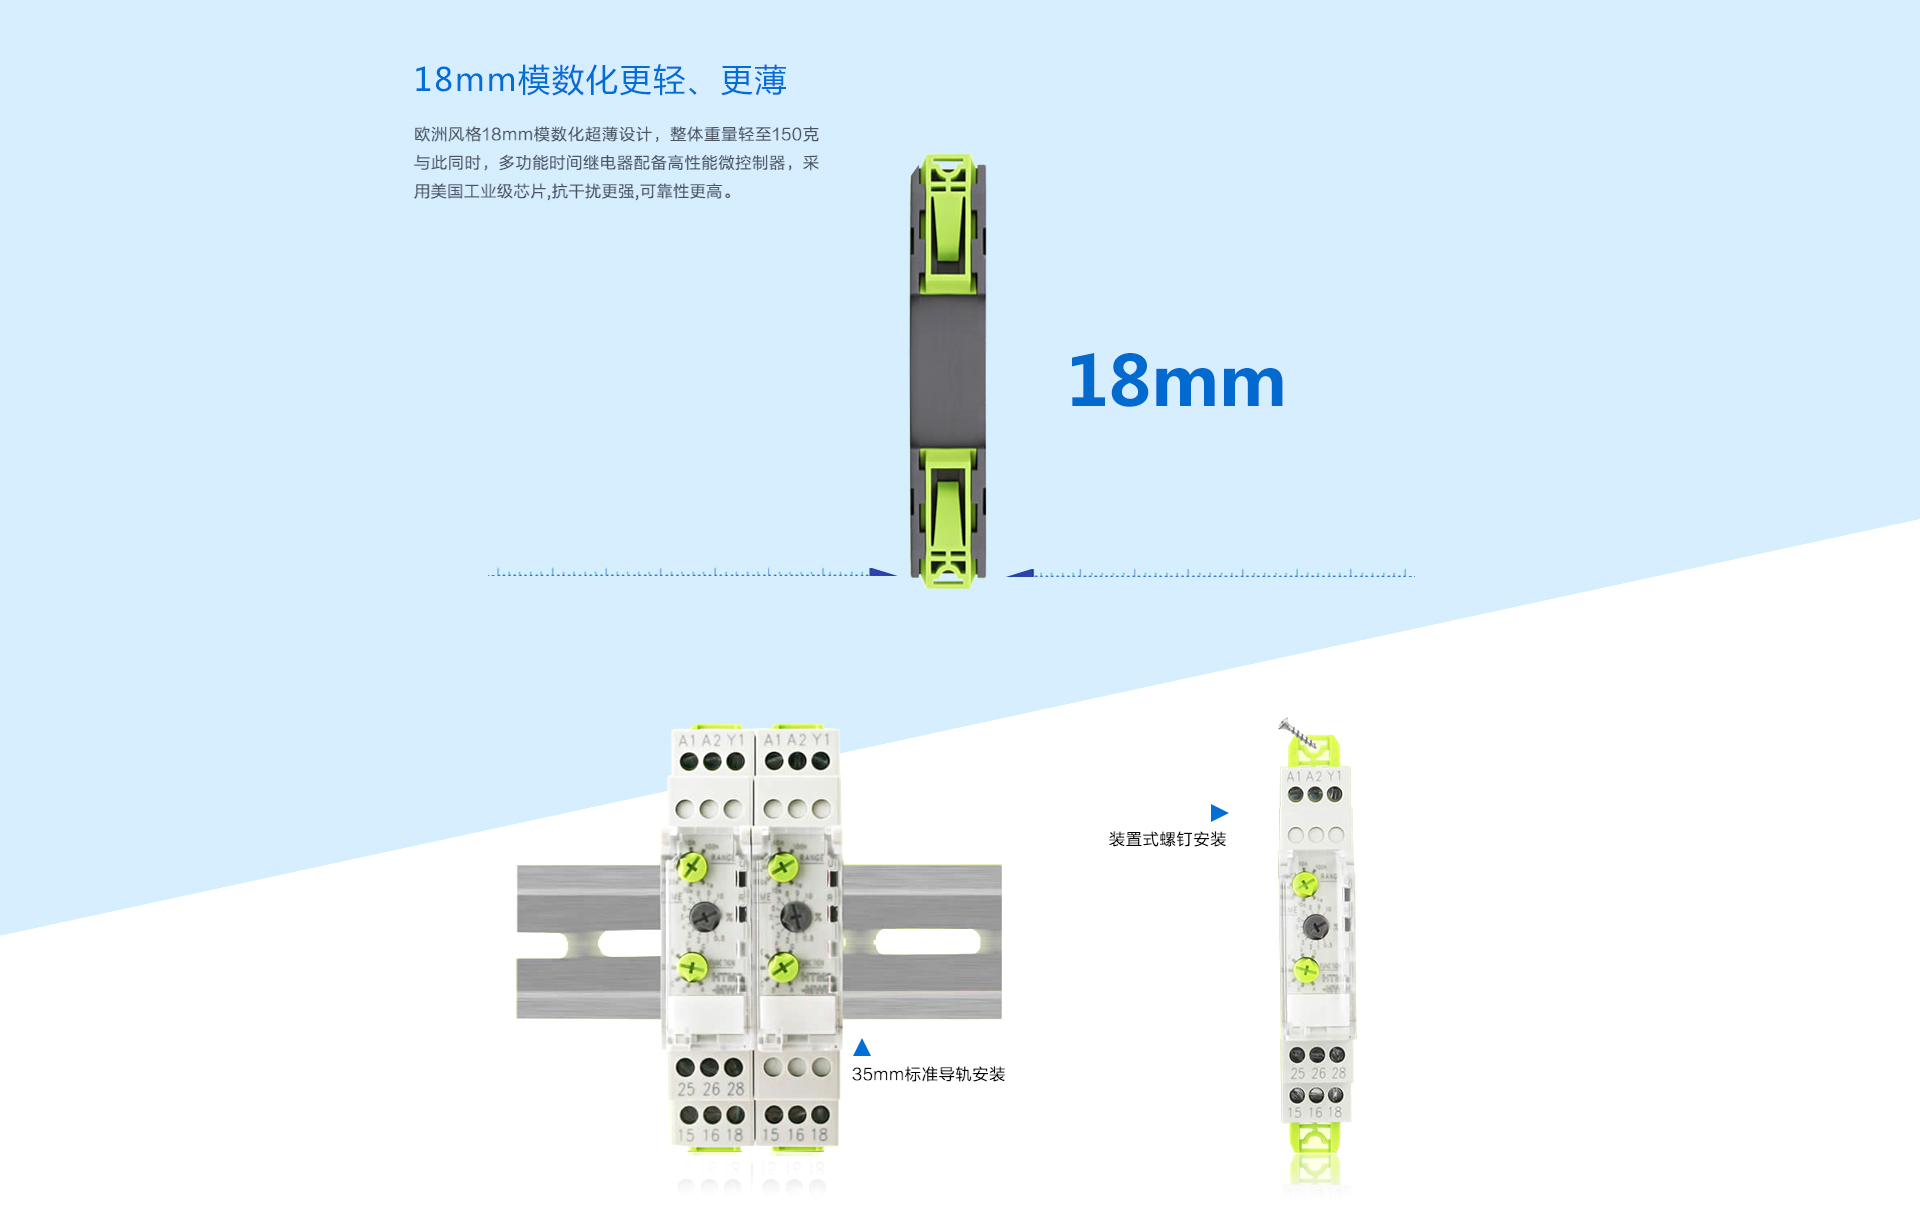 18mm模数化更轻、更薄
欧洲风格18mm模数化超薄设计，整体重量轻至150克
与此同时，多功能时间继电器配备高性能微控制器，采
用美国工业级芯片,抗干扰更强,可靠性更高。
18mm
A1 A2 Y1 A1 A2 Y1
A1 A2 Y1
装置式螺钉安装
RANGE
RANGE
FUNCTION
FUNCTION
35mm标准导轨安装
25 26 28
25 26 28
15 16 18 15 16 18
15 16 18